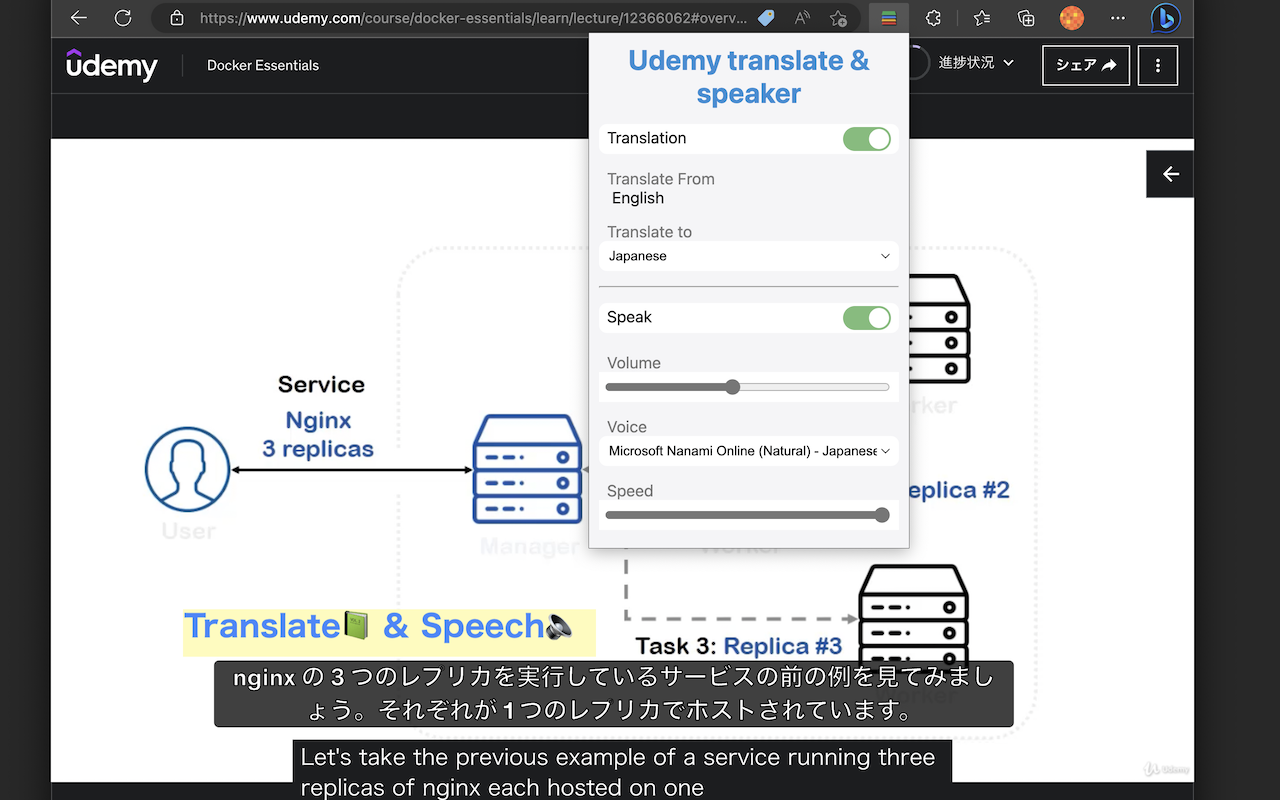 https://www.udemy.com/course/docker-essentials/learn/lecture/12366062#overv...
udemy
Docker Essentials
進捗状況
シェア
Udemy translate &
speaker
Translation
Translate From
English
Translate to
Japanese
Speak
Volume
Voice
Microsoft Nanami Online (Natural) - Japanese
Speed
Service
Nginx
3 replicas
User
Manager
Worker
rker
eplica #2
Task 3: Replica #3
Translate & Speech
nginx の 3 つのレプリカを実行しているサービスの前の例を見てみまし
ょう。それぞれが 1 つのレプリカでホストされています。
Let's take the previous example of a service running three
replicas of nginx each hosted on one
Udemy